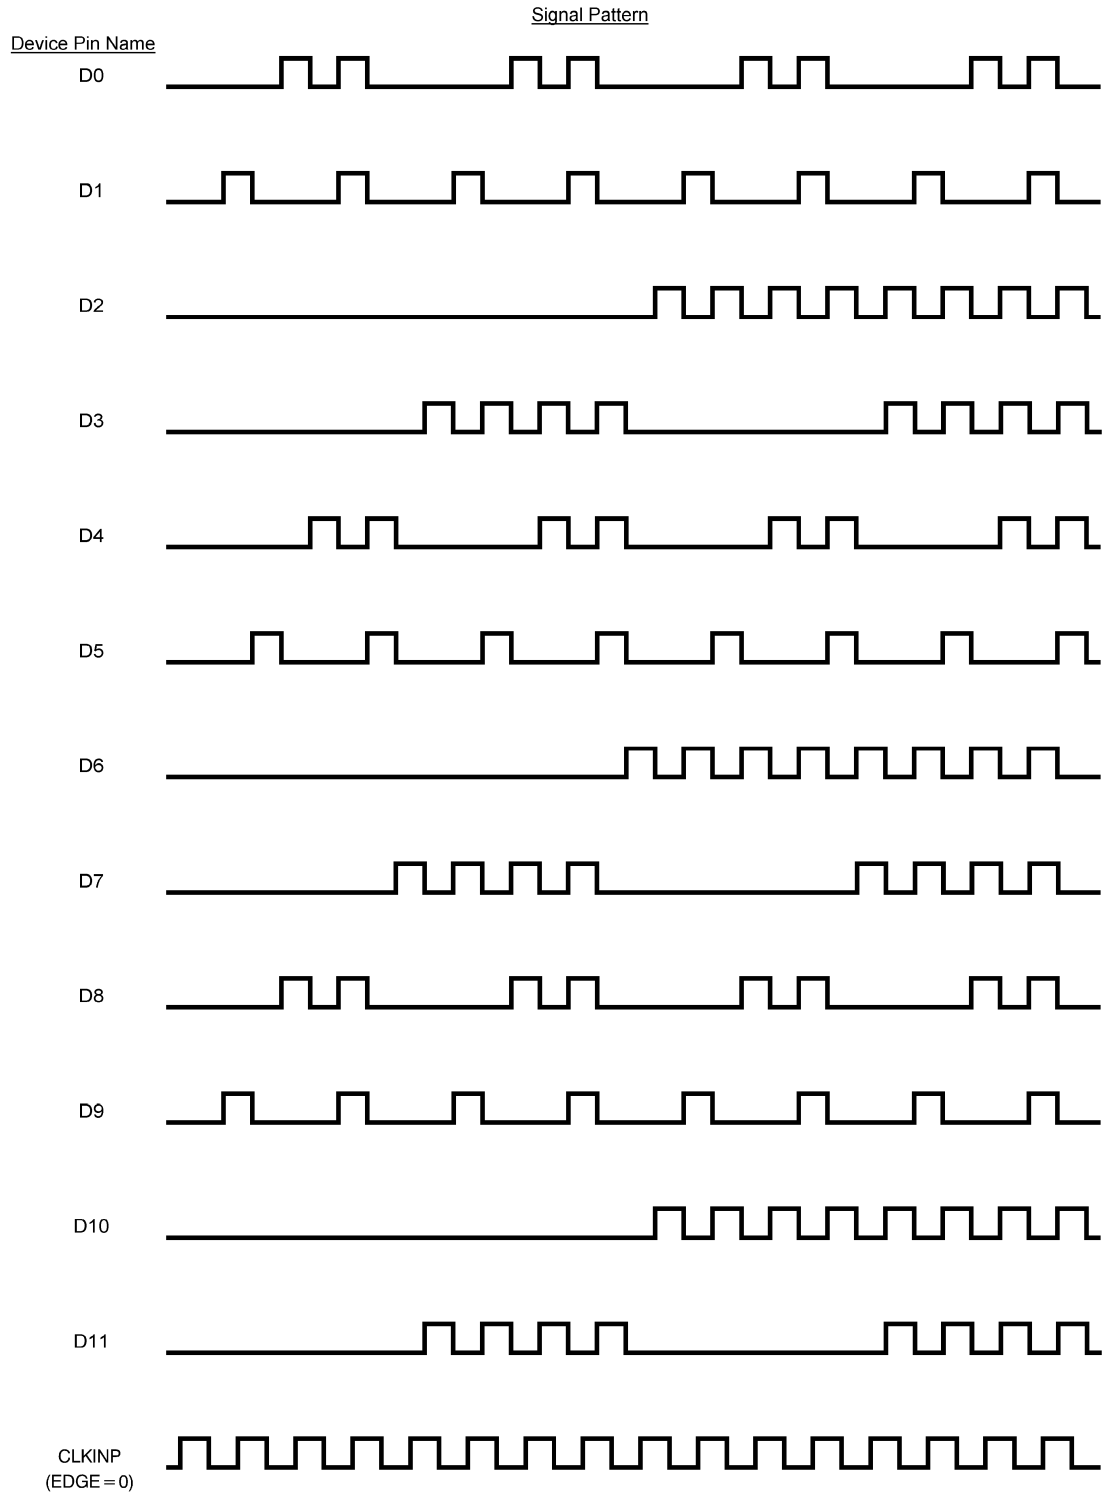 Signal Pattern
Device Pin Name
D0
D1
D2
D3
D4
D5
D6
D7
D8
D9
D10
D11
CLKINP
(EDGE=0)